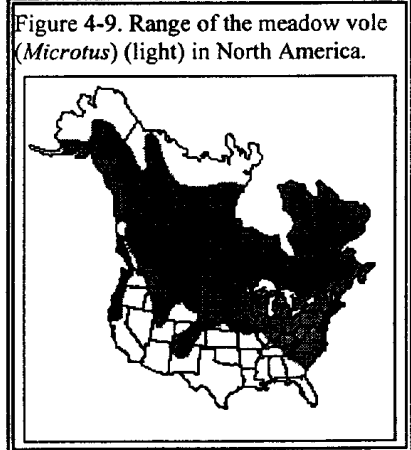 Figure 4-9. Range of the meadow vole
(Microtus) (light) in North America.